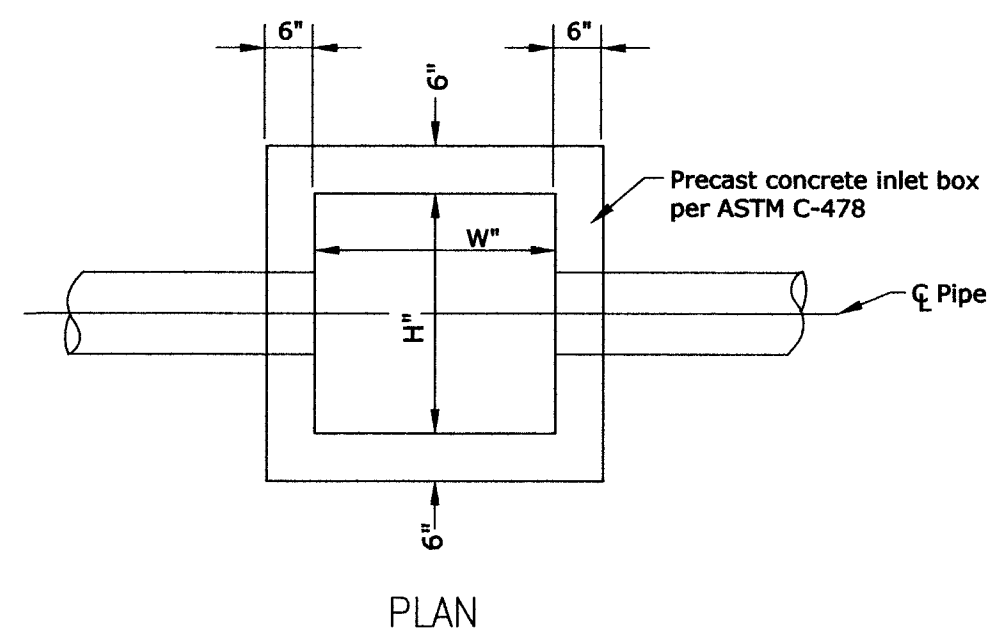 6" 6"
6"
Precast concrete inlet box
per ASTM C-478
W"
℄ Pipe
H"
6"
PLAN